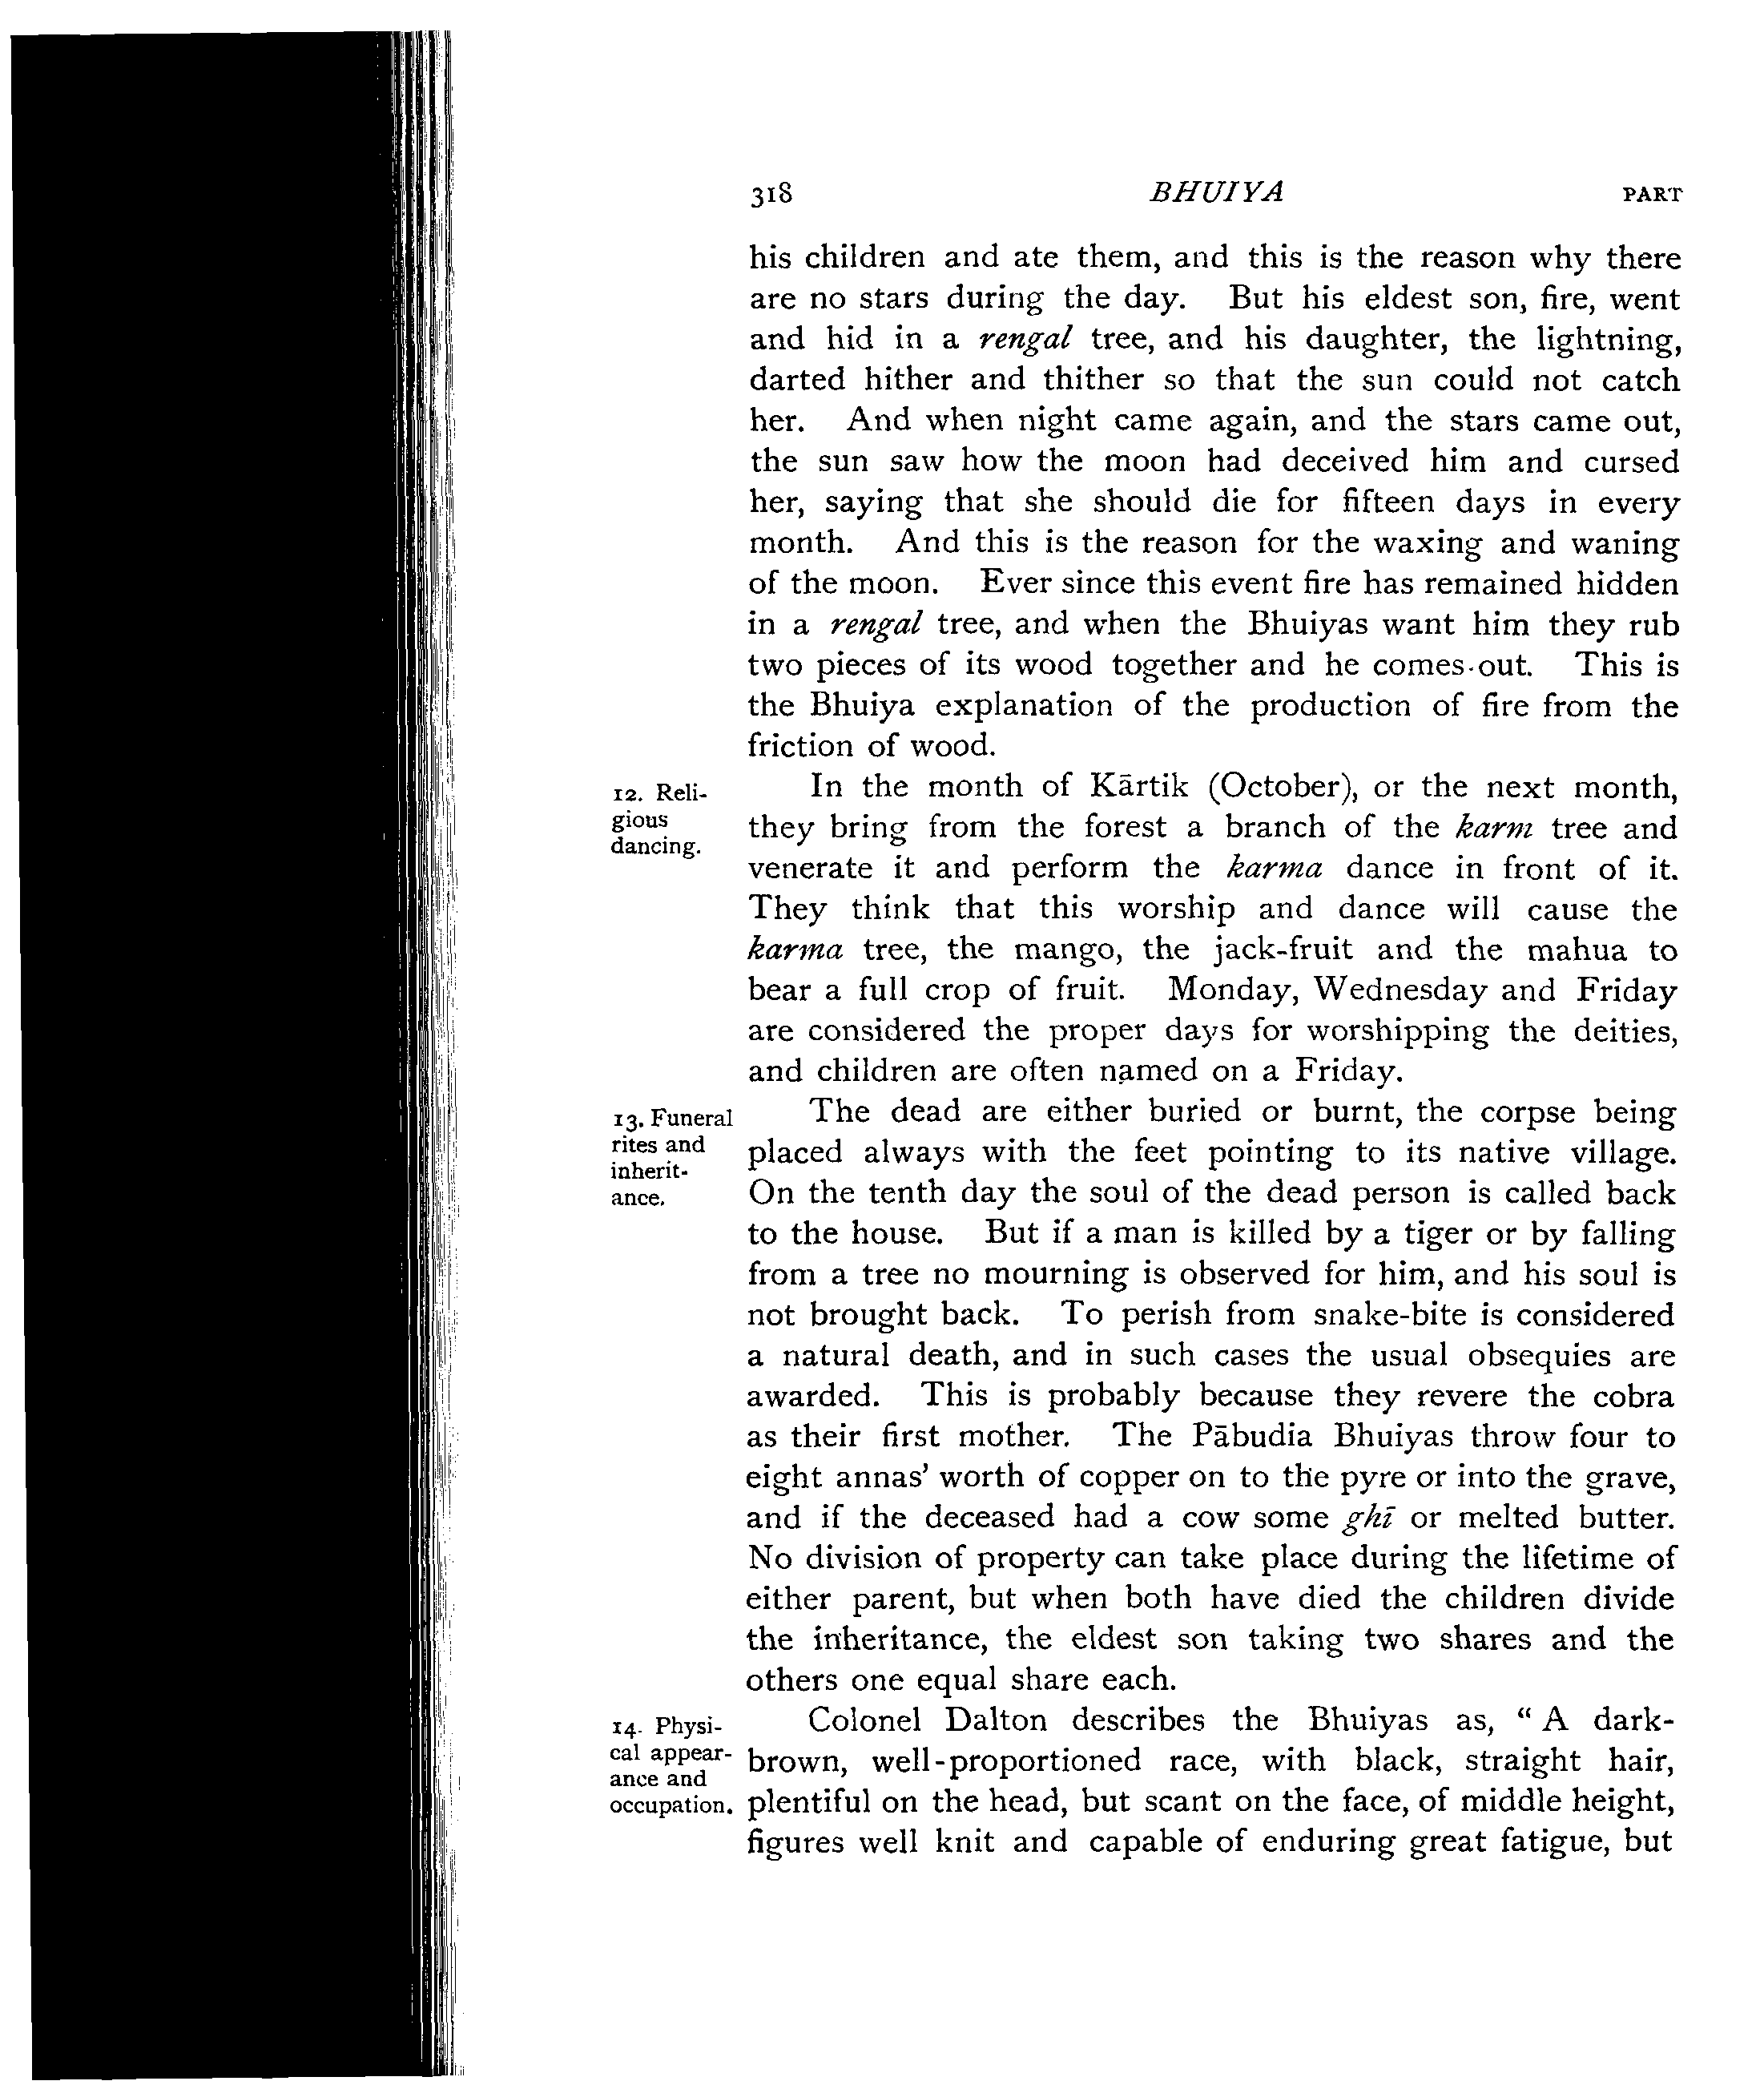 318 BHUIYA PART
his children and ate them, and this is the reason why there
are no stars during the day. But his eldest son, fire, went
and hid in a rengal tree, and his daughter, the lightning,
darted hither and thither so that the sun could not catch
her. And when night came again, and the stars came out,
the sun saw how the moon had deceived him and cursed
her, saying that she should die for fifteen days in every
month. And this is the reason for the waxing and waning
of the moon. Ever since this event fire has remained hidden
in a rengal tree, and when the Bhuiyas want him they rub
two pieces of its wood together and he comes out. This is
the Bhuiya explanation of the production of fire from the
friction of wood.
12. Reli-
gious
dancing.
In the month of Kārtik (October), or the next month,
they bring from the forest a branch of the karm tree and
venerate it and perform the karma dance in front of it.
They think that this worship and dance will cause the
karma tree, the mango, the jack-fruit and the mahua to
bear a full crop of fruit. Monday, Wednesday and Friday
are considered the proper days for worshipping the deities,
and children are often named on a Friday.
13. Funeral
rites and
inherit-
ance.
The dead are either buried or burnt, the corpse being
placed always with the feet pointing to its native village.
On the tenth day the soul of the dead person is called back
to the house. But if a man is killed by a tiger or by falling
from a tree no mourning is observed for him, and his soul is
not brought back. To perish from snake-bite is considered
a natural death, and in such cases the usual obsequies are
awarded. This is probably because they revere the cobra
as their first mother. The Pābudia Bhuiyas throw four to
eight annas' worth of copper on to the pyre or into the grave,
and if the deceased had a cow some ghī or melted butter.
No division of property can take place during the lifetime of
either parent, but when both have died the children divide
the inheritance, the eldest son taking two shares and the
others one equal share each.
14. Physi-
cal appear-
ance and
occupation.
Colonel Dalton describes the Bhuiyas as, “ A dark-
brown, well-proportioned race, with black, straight hair,
plentiful on the head, but scant on the face, of middle height,
figures well knit and capable of enduring great fatigue, but